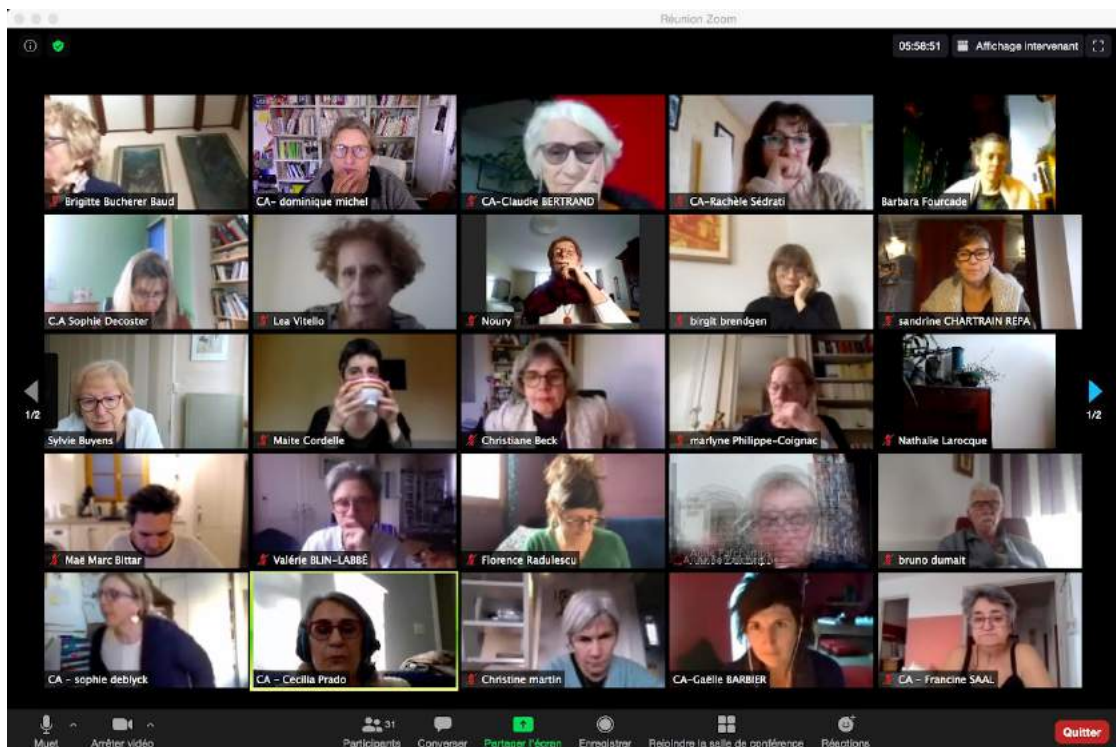 Réunion Zoom
05:58:51 Affichage intervenant
Brigitte Bucherer Baud
CA- dominique michel
CA-Claudie BERTRAND
CA-Rachèle Sédrati
Barbara Fourcade
C.A Sophie Decoster
Lea Vitello
Noury
birgit brendgen
sandrine CHARTRAIN REPA
Sylvie Buyens
Maite Cordelle
Christiane Beck
marlyne Philippe-Coignac
Nathalie Larocque
1/2
1/2
Maë Marc Bittar
Valérie BLIN-LABBÉ
Florence Radulescu
bruno dumait
CA - sophie deblyck
CA - Cecilia Prado
Christine martin
CA-Gaëlle BARBIER
CA - Francine SAAL
Muet
Arrêter vidéo
31
Participants
Converser
Partager l'écran
Enregistrer
Rejoindre la salle de conférence
Réactions
Quitter